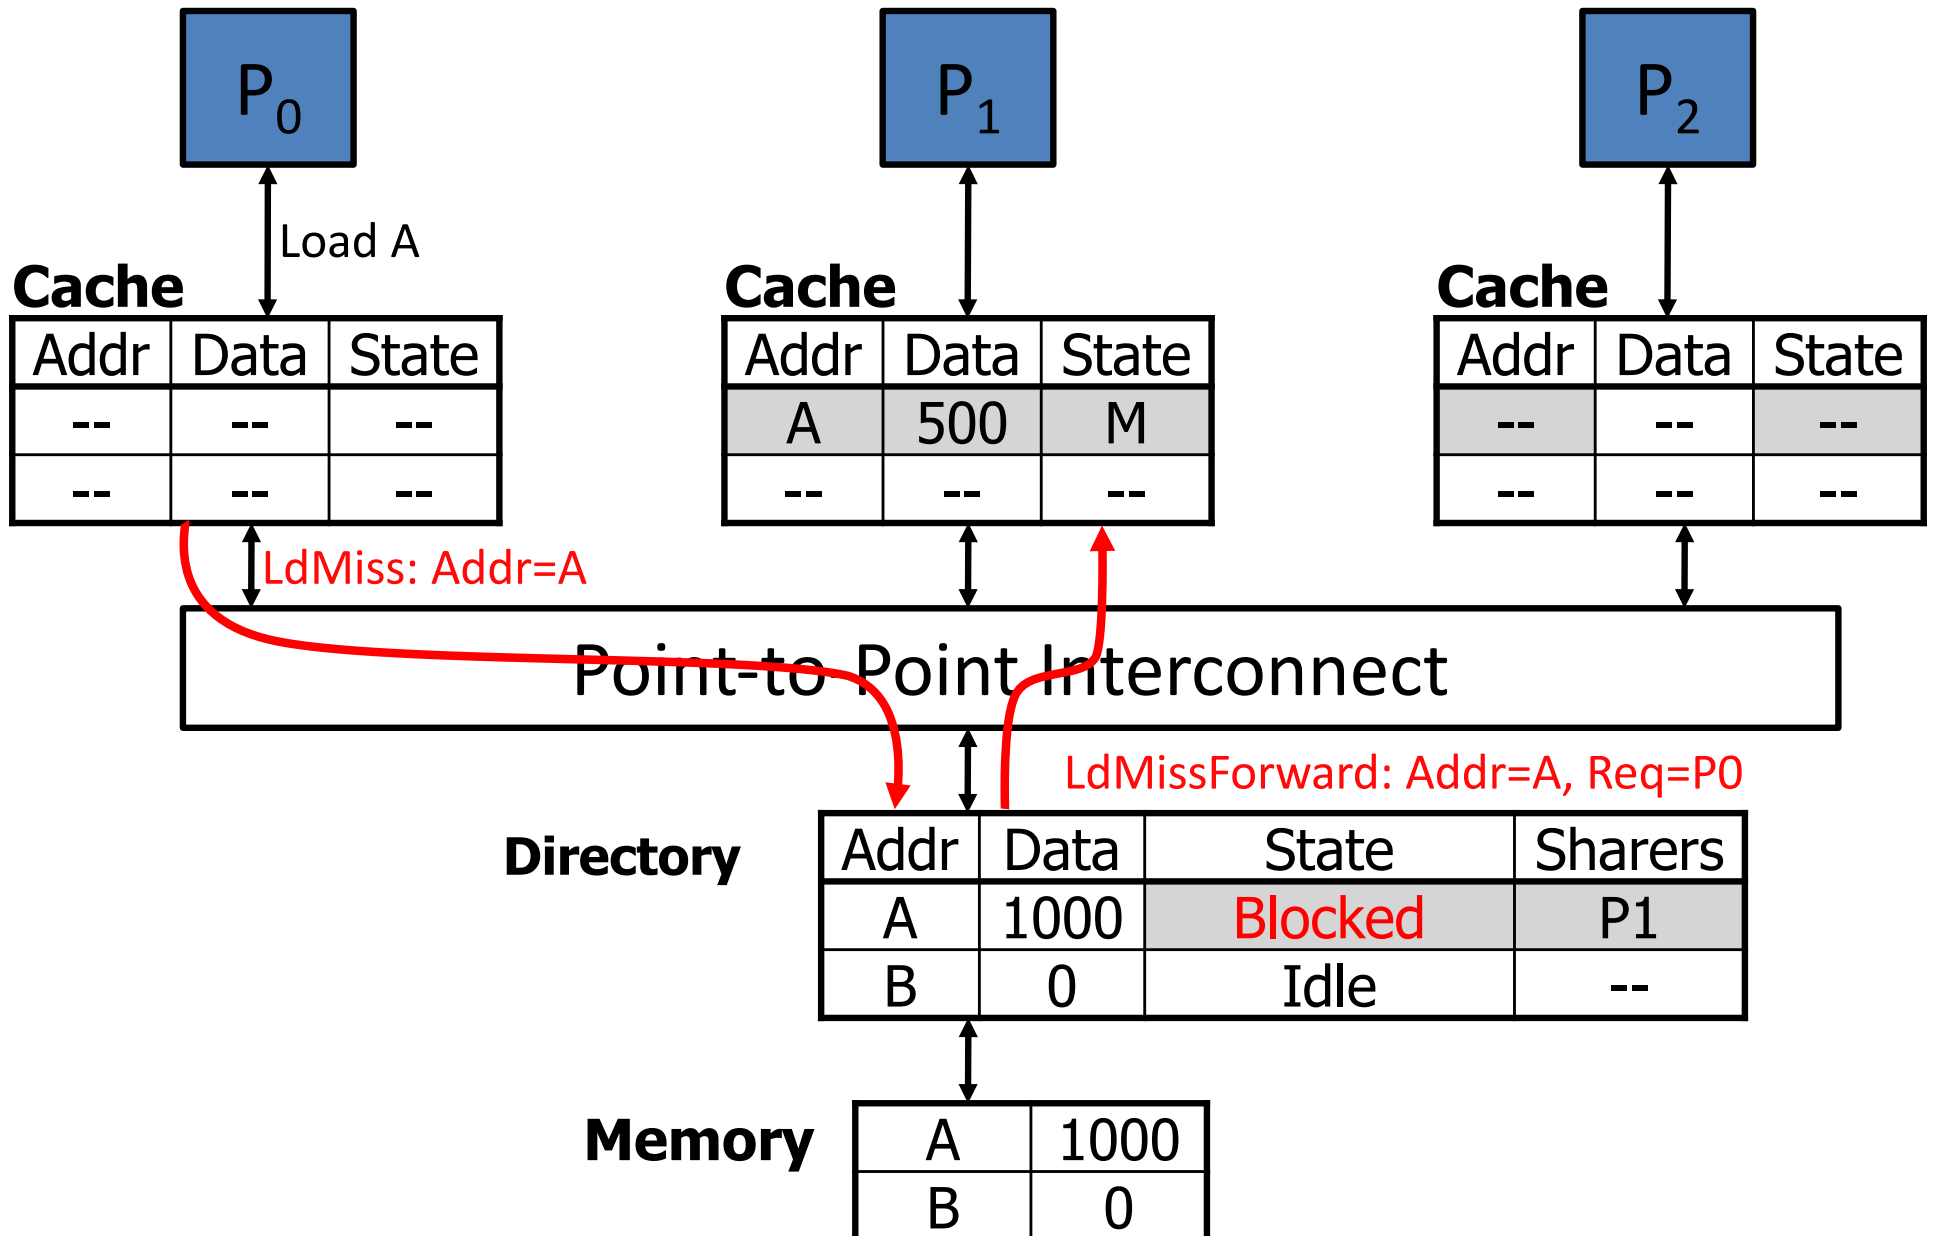 P0
P1
P2
Load A
Cache
Cache
Cache
Addr Data State
-- -- --
-- -- --
Addr Data State
A 500 M
-- -- --
Addr Data State
-- -- --
-- -- --
LdMiss: Addr=A
Point-to-Point Interconnect
LdMissForward: Addr=A, Req=P0
Directory
Addr Data State Sharers
A 1000 Blocked P1
B 0 Idle --
Memory
A 1000
B 0